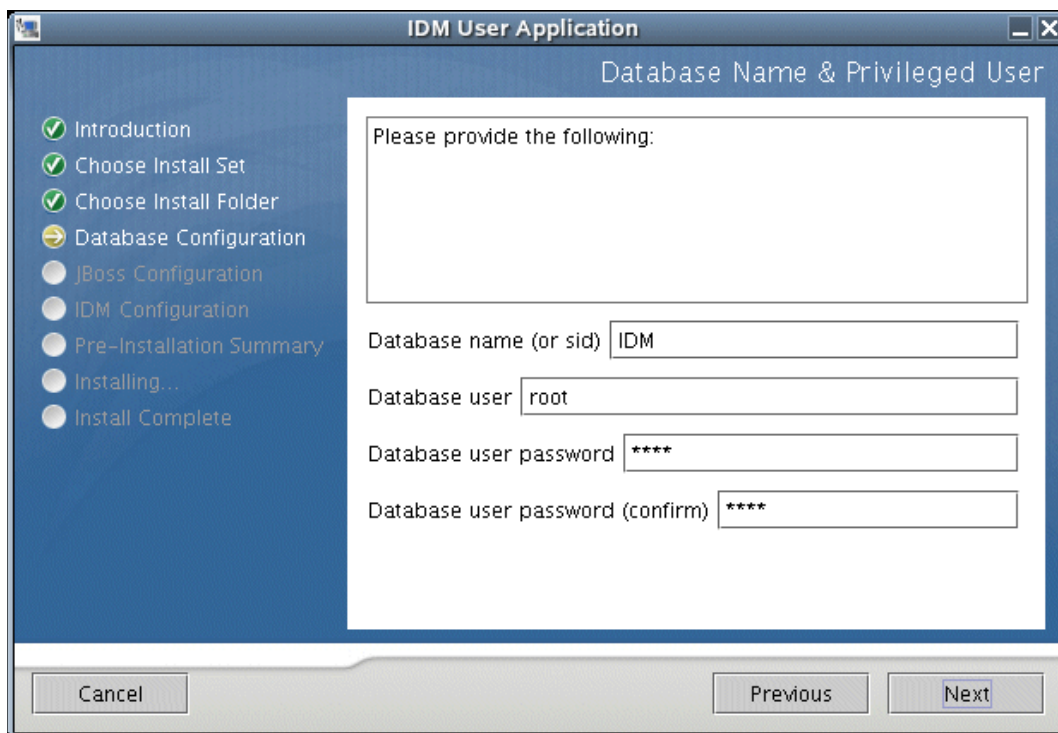 IDM User Application
Database Name & Privileged User
Introduction
Choose Install Set
Choose Install Folder
Database Configuration
JBoss Configuration
IDM Configuration
Pre-Installation Summary
Installing...
Install Complete
Please provide the following:
Database name (or sid) IDM
Database user root
Database user password ****
Database user password (confirm) ****
Cancel
Previous
Next